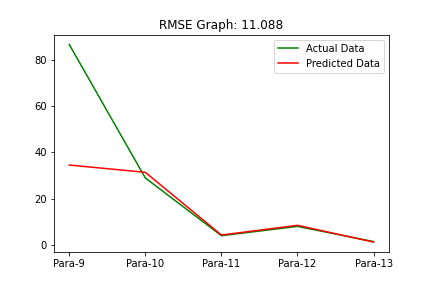 RMSE Graph: 11.088
Actual Data
Predicted Data
80
60
40
20
0
Para-9 Para-10 Para-11 Para-12 Para-13